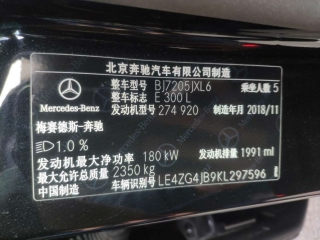 北京奔驰汽车有限公司制造
整车型号 BJ7205JXL6 乘坐人数 5
整车标志 E 300 L
发动机型号 274 920 制造年月 2018/11
Mercedes-Benz
梅赛德斯-奔驰
1.0 %
发动机最大净功率 180 kW 发动机排量 1991 ml
最大允许总质量 2350 kg
中国制造 车辆识别代号 LE4ZG4JB9KL297596